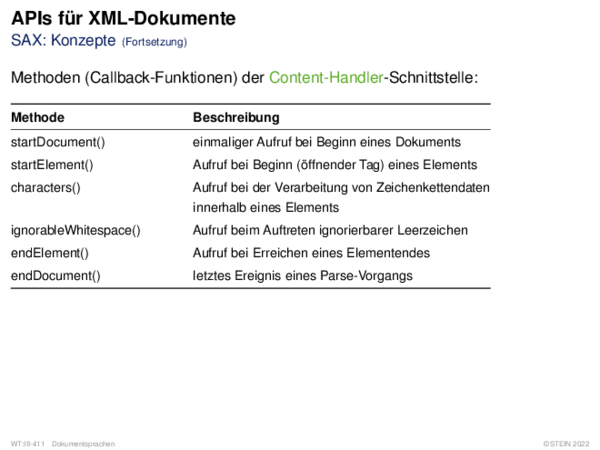 APIs für XML-Dokumente
SAX: Konzepte (Fortsetzung)
Methoden (Callback-Funktionen) der Content-Handler-Schnittstelle:
Methode Beschreibung
startDocument() einmaliger Aufruf bei Beginn eines Dokuments
startElement() Aufruf bei Beginn (öffnender Tag) eines Elements
characters() Aufruf bei der Verarbeitung von Zeichenkettendaten
innerhalb eines Elements
ignorableWhitespace() Aufruf beim Auftreten ignorierbarer Leerzeichen
endElement() Aufruf bei Erreichen eines Elementendes
endDocument() letztes Ereignis eines Parse-Vorgangs
WT:III-411 Dokumentsprachen ©STEIN 2022